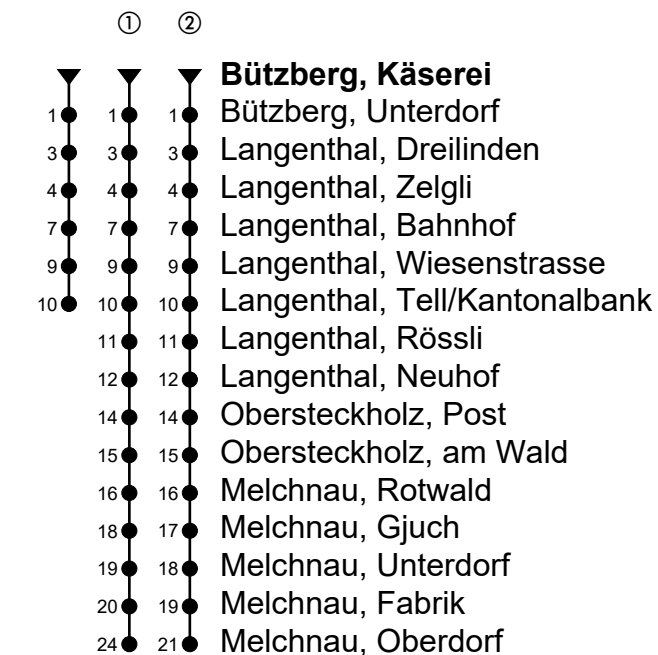 ① ②
Bützberg, Käserei
1 1 1 Bützberg, Unterdorf
3 3 3 Langenthal, Dreilinden
4 4 4 Langenthal, Zelgli
7 7 7 Langenthal, Bahnhof
9 9 9 Langenthal, Wiesenstrasse
10 10 10 Langenthal, Tell/Kantonalbank
11 11 Langenthal, Rössli
12 12 Langenthal, Neuhof
14 14 Obersteckholz, Post
15 15 Obersteckholz, am Wald
16 16 Melchnau, Rotwald
18 17 Melchnau, Gjuch
19 18 Melchnau, Unterdorf
20 19 Melchnau, Fabrik
24 21 Melchnau, Oberdorf